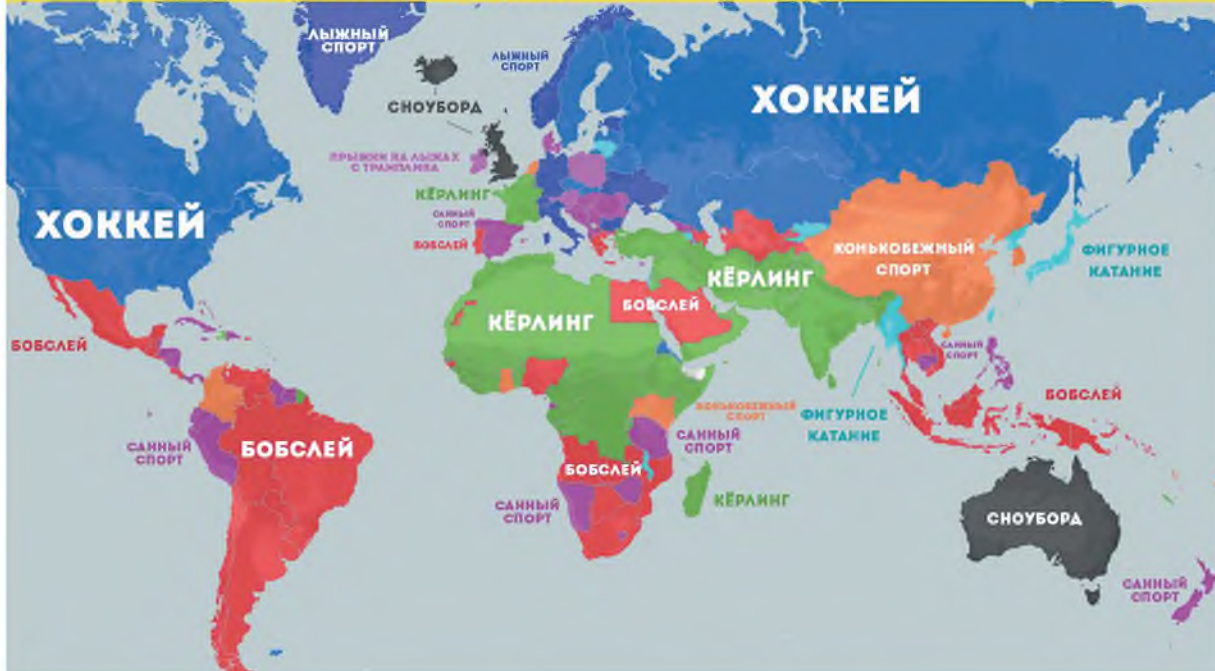 ЛЫЖНЫЙ
СПОРТ
ЛЫЖНЫЙ
СПОРТ
СНОУБОРД
ХОККЕЙ
ПРЫЖКИ НА ЛЫЖАХ
С ТРАМПЛИНА
КЁРЛИНГ
САННЫЙ
СПОРТ
БОБСЛЕЙ
ХОККЕЙ
КОНЬКОБЕЖНЫЙ
СПОРТ
ФИГУРНОЕ
КАТАНИЕ
КЁРЛИНГ
БОБСЛЕЙ
КЁРЛИНГ
БОБСЛЕЙ
САННЫЙ
СПОРТ
БОБСЛЕЙ
КОНЬКОБЕЖНЫЙ
СПОРТ
ФИГУРНОЕ
КАТАНИЕ
САННЫЙ
СПОРТ
БОБСЛЕЙ
САННЫЙ
СПОРТ
БОБСЛЕЙ
САННЫЙ
СПОРТ
КЁРЛИНГ
СНОУБОРД
САННЫЙ
СПОРТ